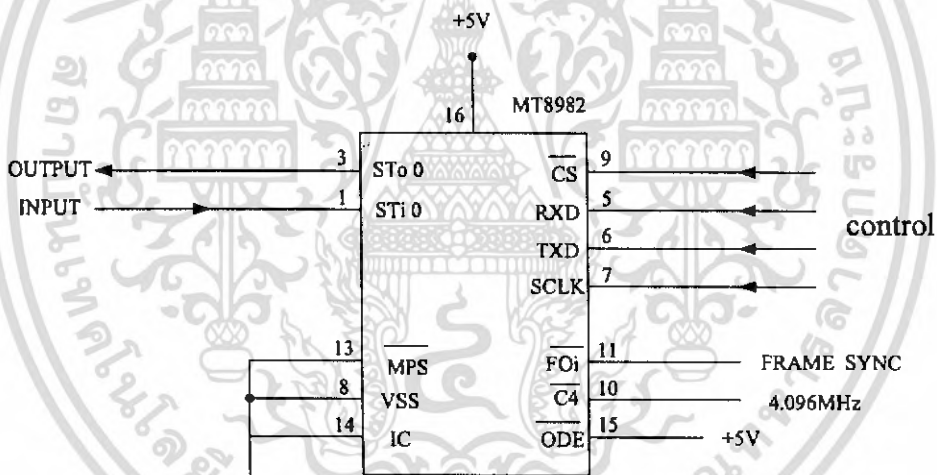 +5V
16
MT8982
OUTPUT
3
STo 0
INPUT
1
STi 0
CS
9
RXD
5
TXD
6
SCLK
7
control
13
MPS
8
VSS
14
IC
FOi
11
FRAME SYNC
C4
10
4.096MHz
ODE
15
+5V